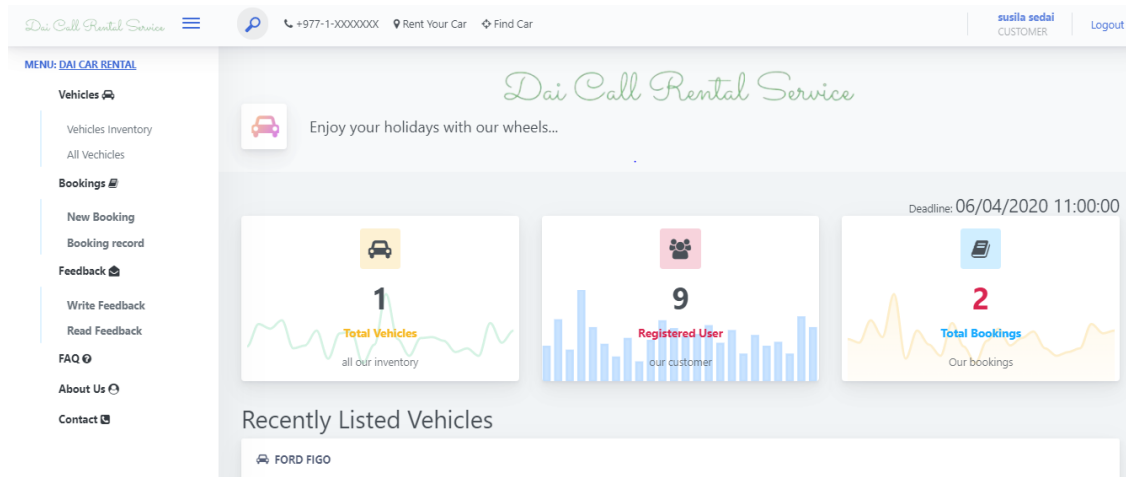 Dai Call Rental Service
+977-1-XXXXXXX Rent Your Car Find Car
susila sedai
CUSTOMER
Logout
MENU: DAI CAR RENTAL
Vehicles
Vehicles Inventory
All Vechicles
Bookings
New Booking
Booking record
Feedback
Write Feedback
Read Feedback
FAQ
About Us
Contact
Dai Call Rental Service
Enjoy your holidays with our wheels...
.
Deadline: 06/04/2020 11:00:00
1
Total Vehicles
all our inventory
9
Registered User
our customer
2
Total Bookings
Our bookings
Recently Listed Vehicles
FORD FIGO